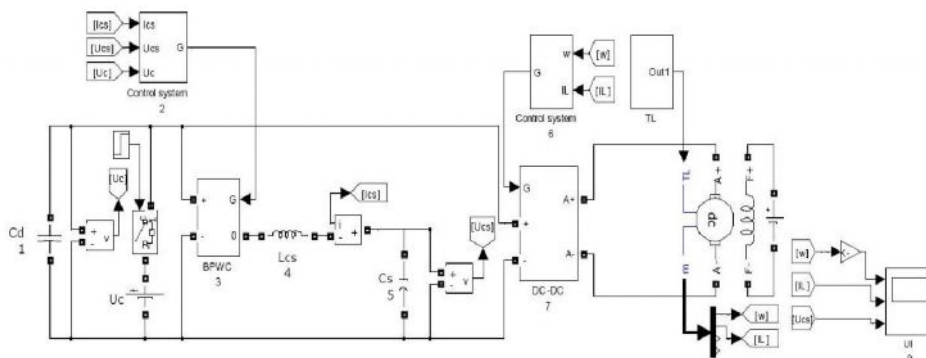 [Ics]
Ics
[Ucs]
Ucs
G
[Uc]
Uc
Control system
2
w
[w]
G
IL
[IL]
Control system
6
Out1
TL
Cd
1
[Uc]
+
-
v
Uc
+
-
G
0
BPWC
3
Lcs
4
[Ics]
i
+
-
Cs
5
[Ucs]
+
-
v
G
+
-
A+
A-
DC-DC
7
TL
A+
F+
dc
m
A-
F-
[w]
[IL]
[w]
[IL]
[Ucs]
UI